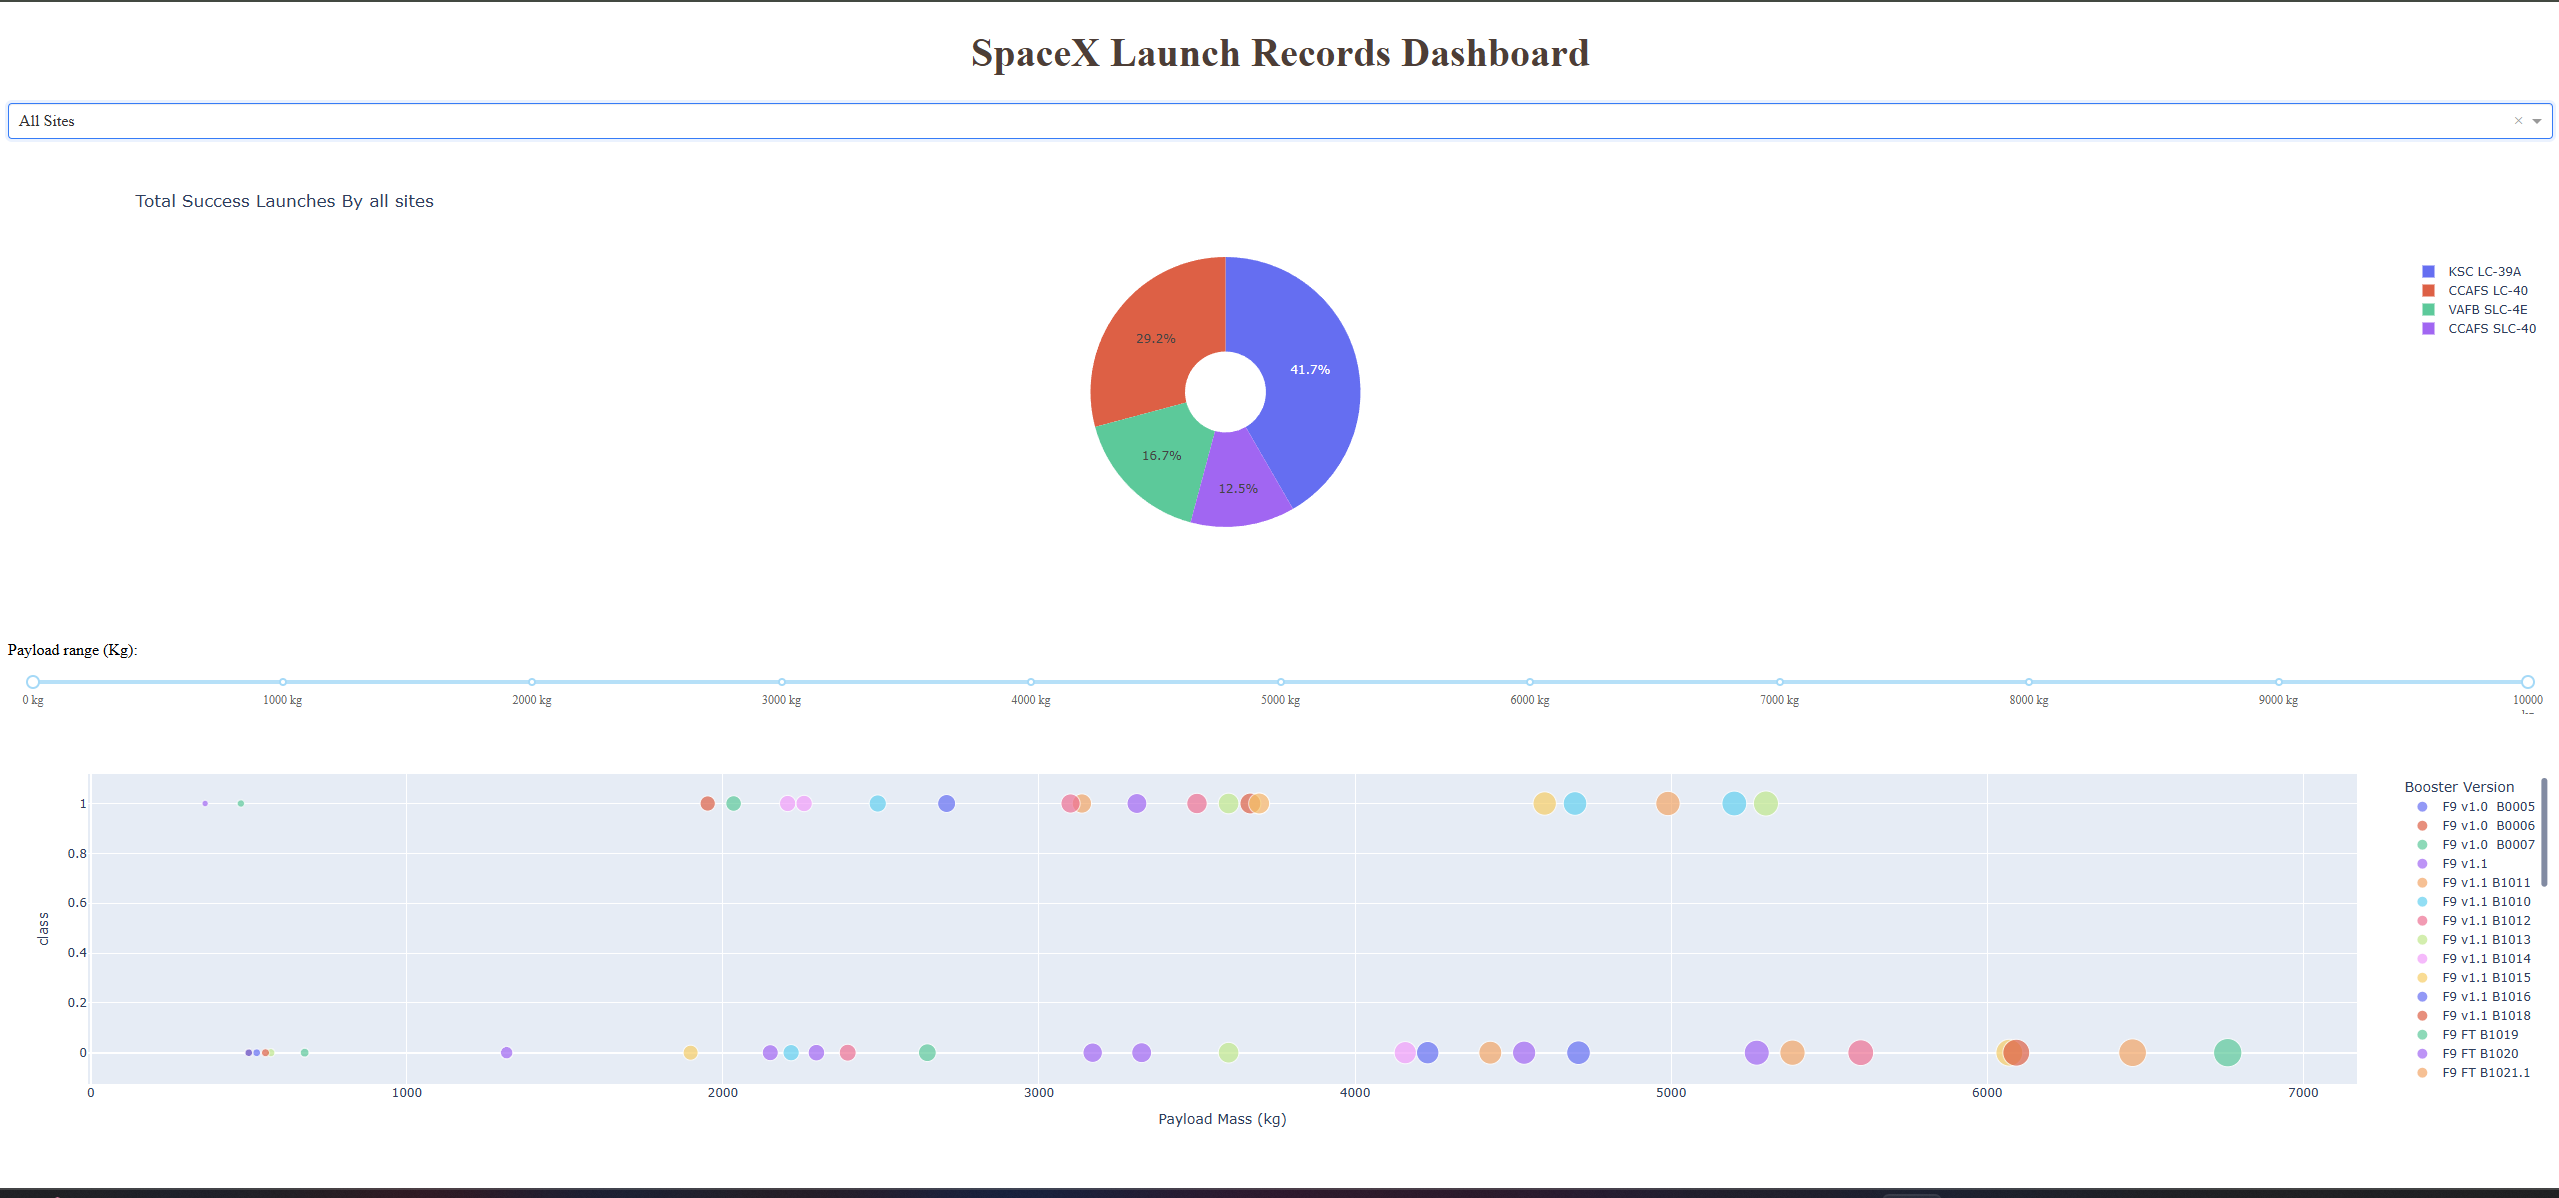 SpaceX Launch Records Dashboard
All Sites
Total Success Launches By all sites
KSC LC-39A
CCAFS LC-40
VAFB SLC-4E
CCAFS SLC-40
29.2%
41.7%
16.7%
12.5%
Payload range (Kg):
0 kg 1000 kg 2000 kg 3000 kg 4000 kg 5000 kg 6000 kg 7000 kg 8000 kg 9000 kg 10000
Booster Version
F9 v1.0 B0005
F9 v1.0 B0006
F9 v1.0 B0007
F9 v1.1
F9 v1.1 B1011
F9 v1.1 B1010
F9 v1.1 B1012
F9 v1.1 B1013
F9 v1.1 B1014
F9 v1.1 B1015
F9 v1.1 B1016
F9 v1.1 B1018
F9 FT B1019
F9 FT B1020
F9 FT B1021.1
class
1
0.8
0.6
0.4
0.2
0
0 1000 2000 3000 4000 5000 6000 7000
Payload Mass (kg)